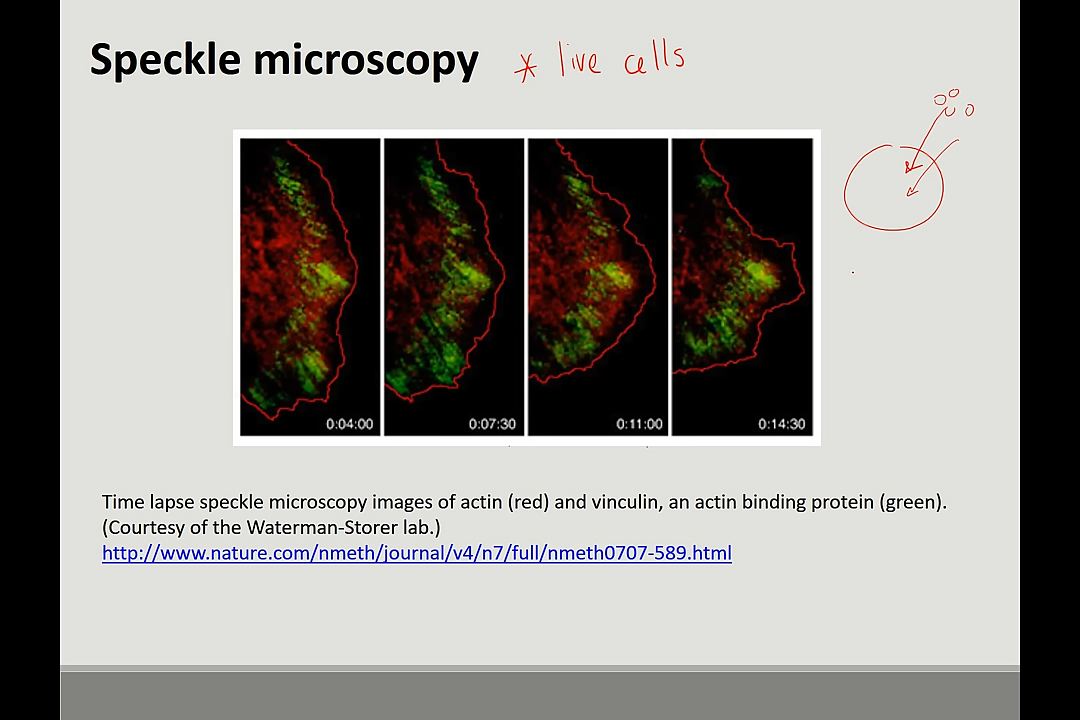 Speckle microscopy * live cells
0:04:00 0:07:30 0:11:00 0:14:30
Time lapse speckle microscopy images of actin (red) and vinculin, an actin binding protein (green).
(Courtesy of the Waterman-Storer lab.)
http://www.nature.com/nmeth/journal/v4/n7/full/nmeth0707-589.html